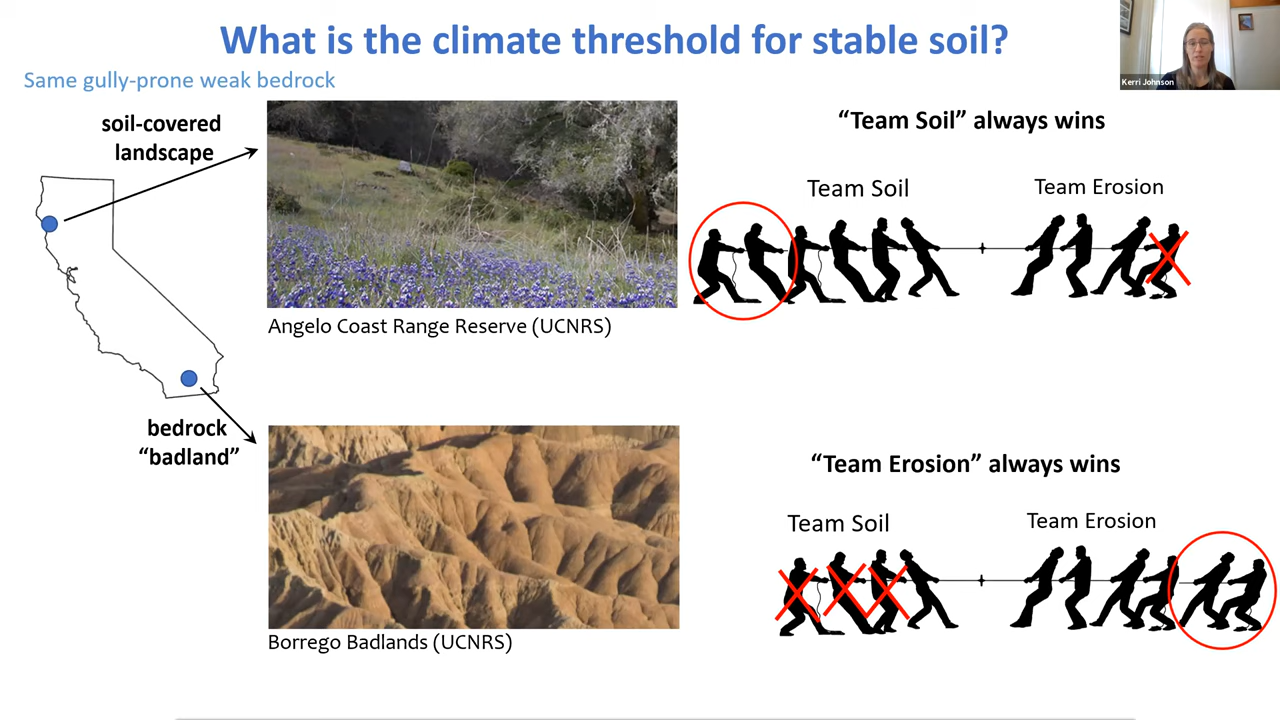 What is the climate threshold for stable soil?
Kerri Johnson
Same gully-prone weak bedrock
soil-covered
landscape
“Team Soil” always wins
Team Soil
Team Erosion
Angelo Coast Range Reserve (UCNRS)
bedrock
“badland”
“Team Erosion” always wins
Team Soil
Team Erosion
Borrego Badlands (UCNRS)